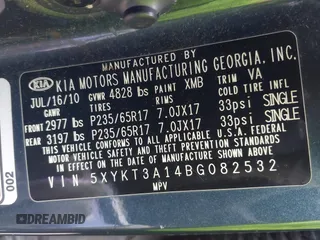 MANUFACTURED BY
KIA KIA MOTORS MANUFACTURING GEORGIA, INC.
JUL/16/10 GVWR 4828 lbs PAINT XMB TRIM VA
GAWR TIRES RIMS COLD TIRE INFL
FRONT 2977 lbs P235/65R17 7.0JX17 33psi SINGLE
REAR 3197 lbs P235/65R17 7.0JX17 33psi SINGLE
THIS VEHICLE CONFORMS TO ALL APPLICABLE U.S.
FEDERAL MOTOR VEHICLE SAFETY AND THEFT
PREVENTION STANDARDS IN EFFECT ON THE DATE
OF MANUFACTURE SHOWN ABOVE.
VIN 5XYKT3A14BG082532
MPV
002
DREAMBID